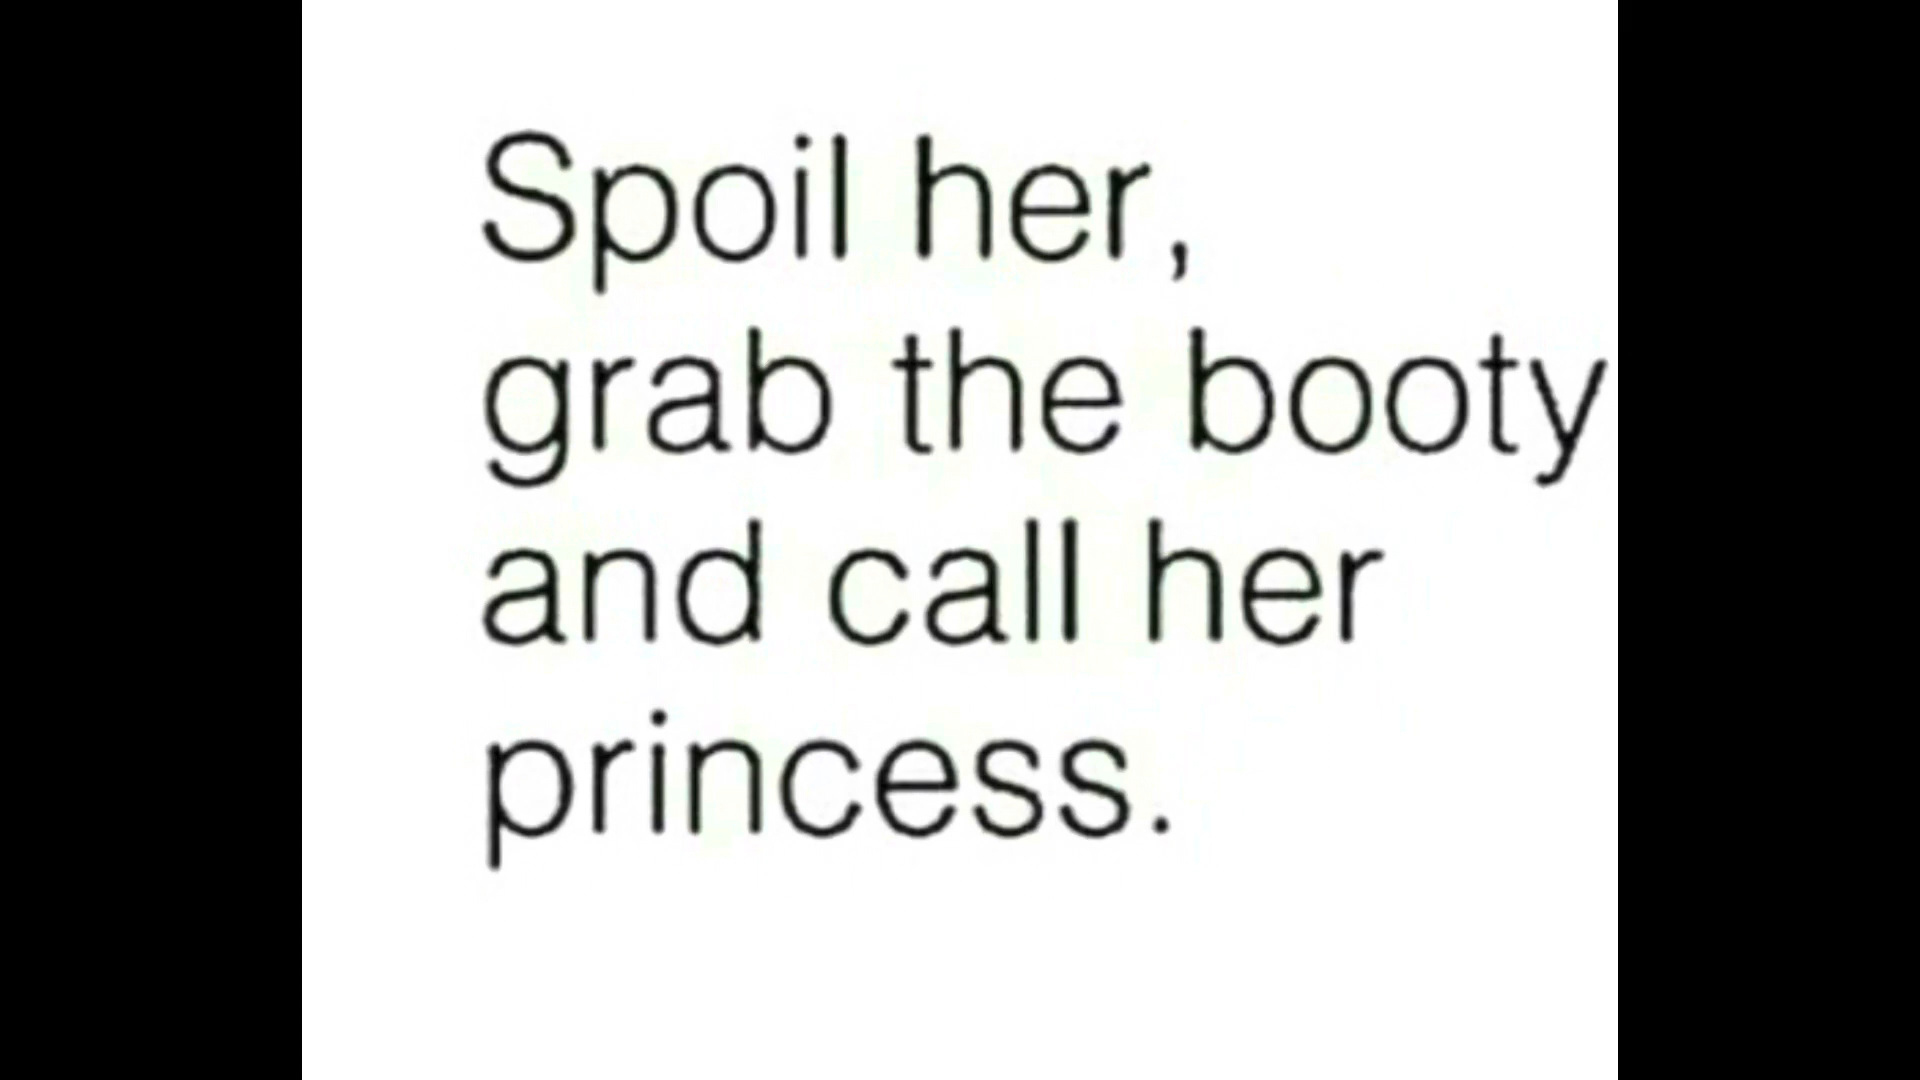 Spoil her,
grab the booty
and call her
princess.